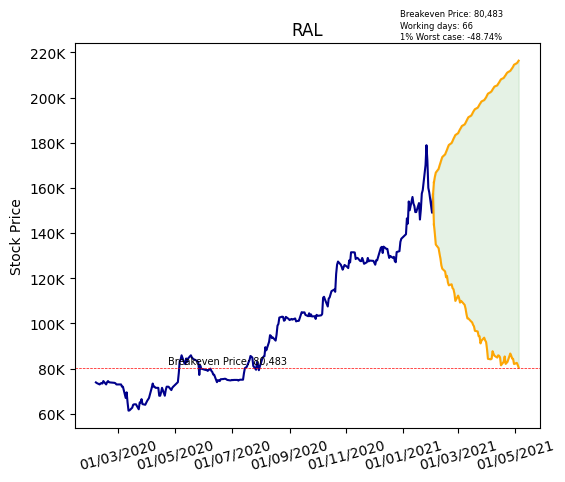 Breakeven Price: 80,483
Working days: 66
1% Worst case: -48.74%
RAL
220K
200K
180K
160K
140K
120K
100K
80K
60K
Stock Price
Breakeven Price: 80,483
01/03/2020
01/05/2020
01/07/2020
01/09/2020
01/11/2020
01/01/2021
01/03/2021
01/05/2021